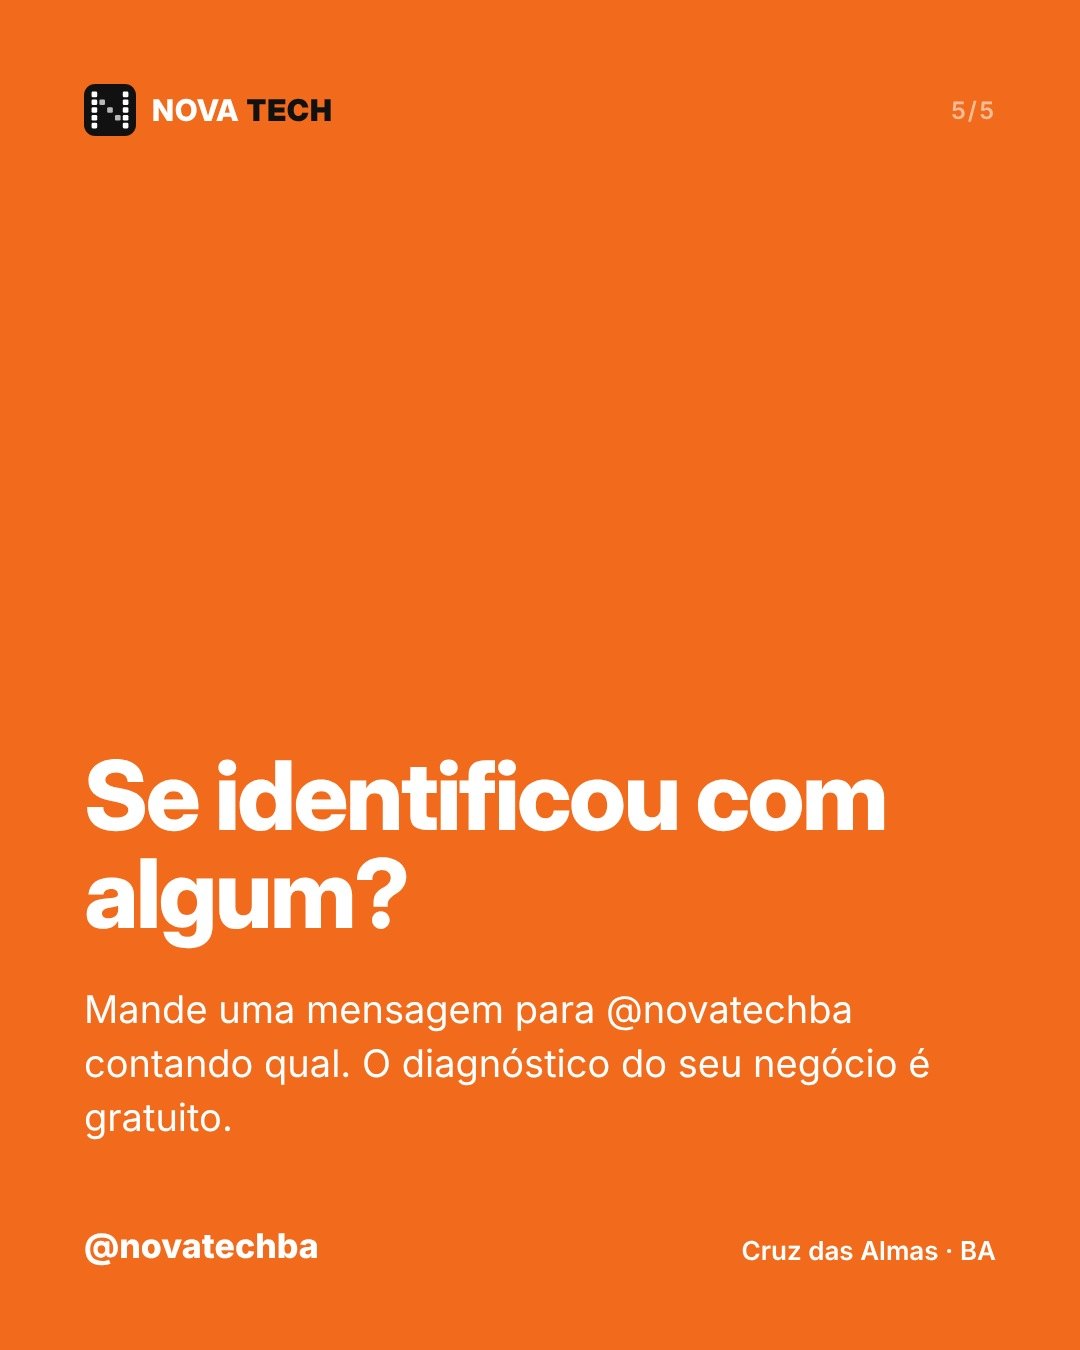 NOVA TECH
5/5
Se identificou com
algum?
Mande uma mensagem para @novatechba
contando qual. O diagnóstico do seu negócio é
gratuito.
@novatechba
Cruz das Almas · BA